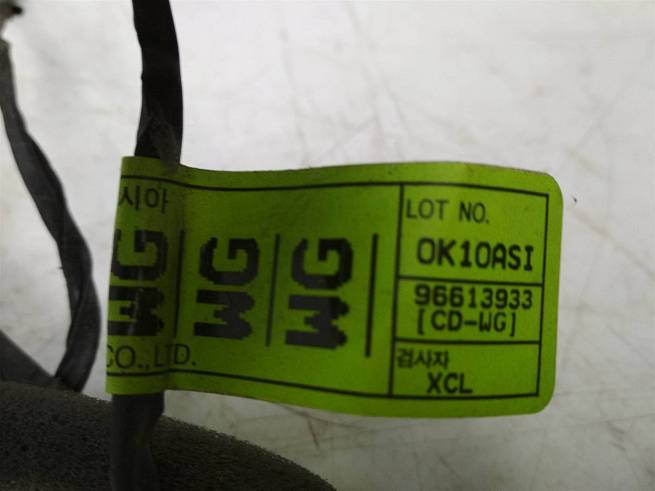 시아
WG WG WG
CO.,LTD.
LOT NO.
OK10ASI
96613933
[CD-WG]
검사자
XCL